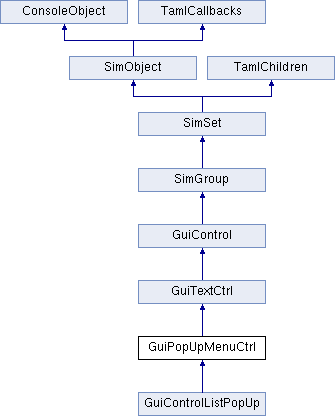 ConsoleObject TamlCallbacks
SimObject TamlChildren
SimSet
SimGroup
GuiControl
GuiTextCtrl
GuiPopUpMenuCtrl
GuiControlListPopUp